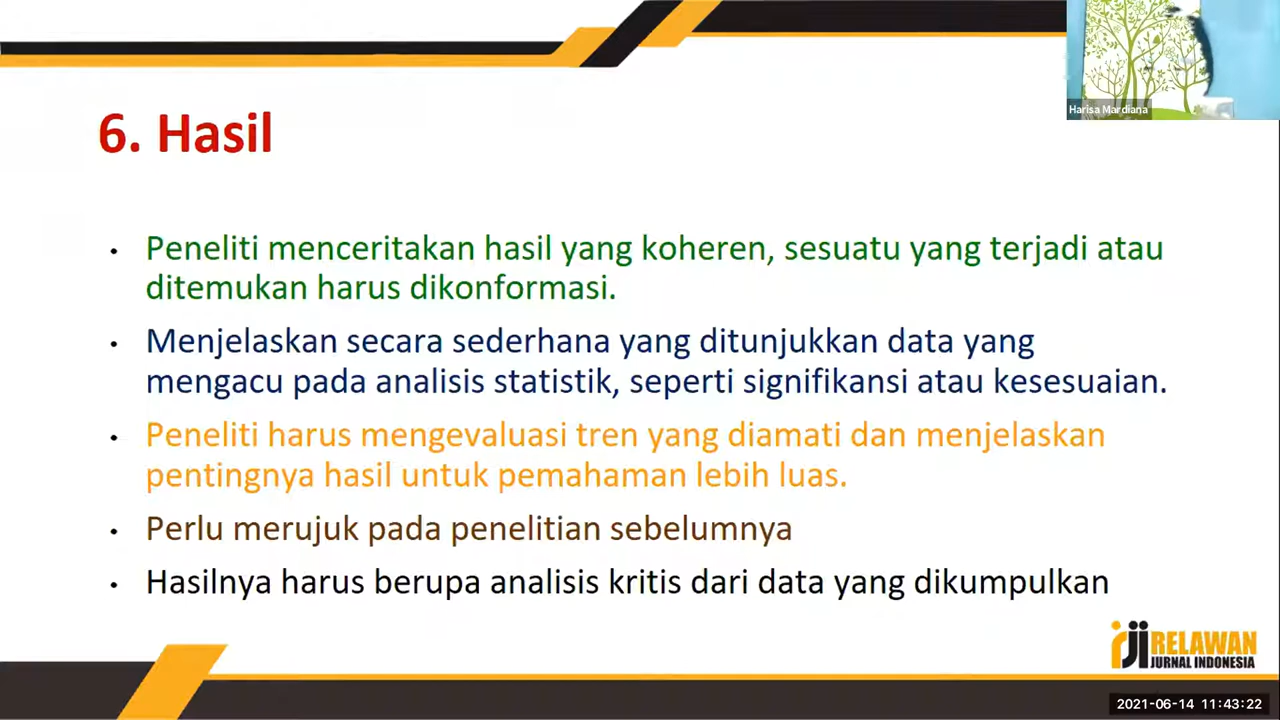 Harisa Mardiana
6. Hasil
• Peneliti menceritakan hasil yang koheren, sesuatu yang terjadi atau
ditemukan harus dikonformasi.
• Menjelaskan secara sederhana yang ditunjukkan data yang
mengacu pada analisis statistik, seperti signifikansi atau kesesuaian.
• Peneliti harus mengevaluasi tren yang diamati dan menjelaskan
pentingnya hasil untuk pemahaman lebih luas.
• Perlu merujuk pada penelitian sebelumnya
• Hasilnya harus berupa analisis kritis dari data yang dikumpulkan
rji RELAWAN
JURNAL INDONESIA
2021-06-14 11:43:22